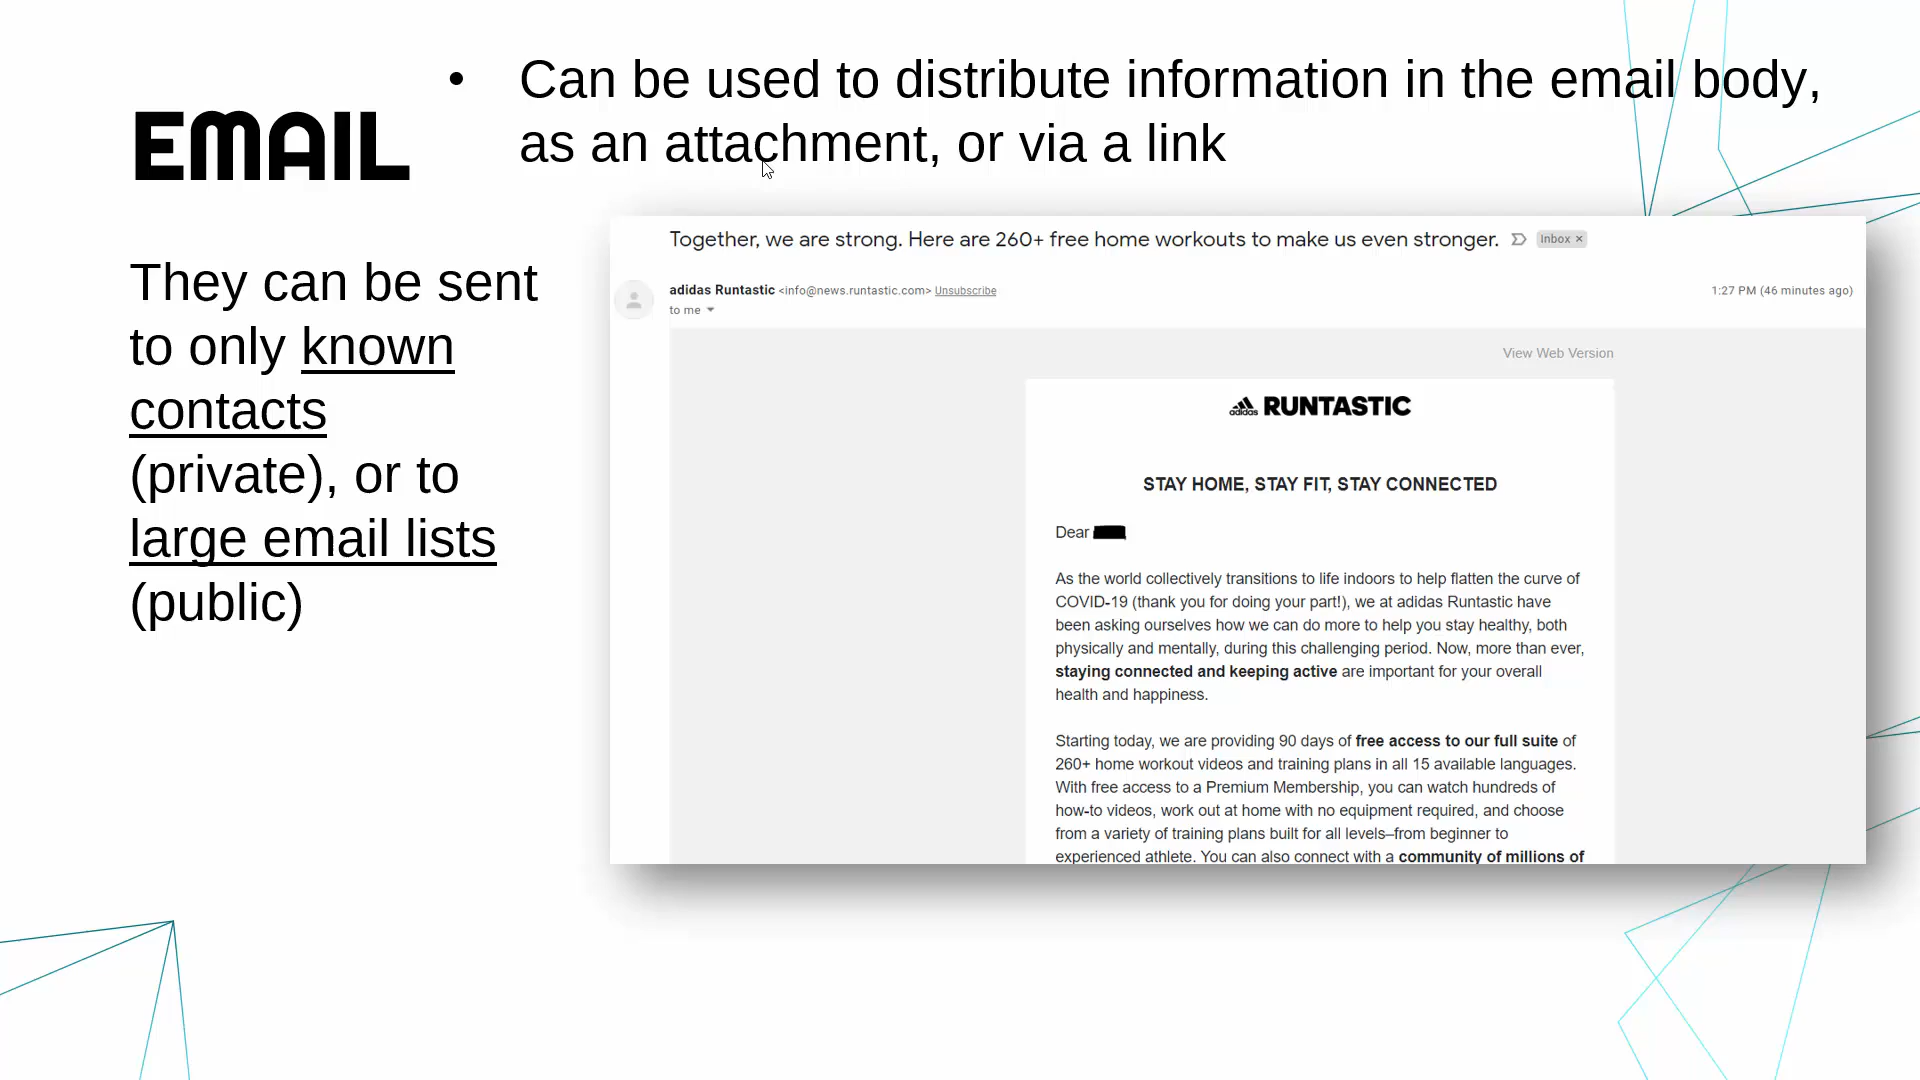 EMAIL
• Can be used to distribute information in the email body,
as an attachment, or via a link
They can be sent
to only known
contacts
(private), or to
large email lists
(public)
Together, we are strong. Here are 260+ free home workouts to make us even stronger. Inbox ×
adidas Runtastic <info@news.runtastic.com> Unsubscribe 1:27 PM (46 minutes ago)
to me
View Web Version
adidas RUNTASTIC
STAY HOME, STAY FIT, STAY CONNECTED
Dear
As the world collectively transitions to life indoors to help flatten the curve of
COVID-19 (thank you for doing your part!), we at adidas Runtastic have
been asking ourselves how we can do more to help you stay healthy, both
physically and mentally, during this challenging period. Now, more than ever,
staying connected and keeping active are important for your overall
health and happiness.
Starting today, we are providing 90 days of free access to our full suite of
260+ home workout videos and training plans in all 15 available languages.
With free access to a Premium Membership, you can watch hundreds of
how-to videos, work out at home with no equipment required, and choose
from a variety of training plans built for all levels–from beginner to
experienced athlete. You can also connect with a community of millions of